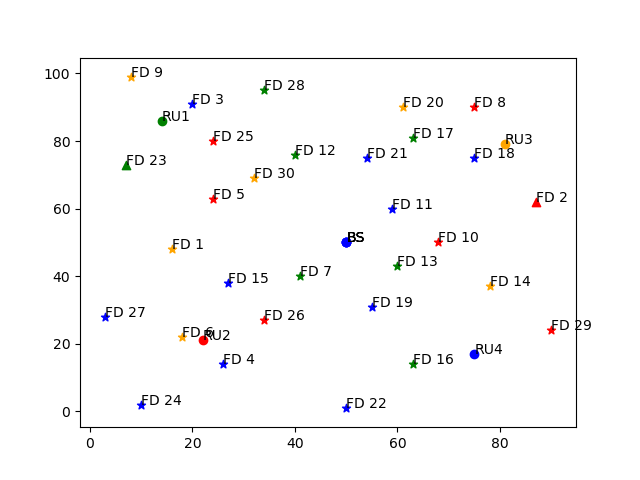 FD 9
FD 3
FD 28
RU1
FD 20
FD 8
FD 25
FD 17
RU3
FD 23
FD 12
FD 21
FD 18
FD 30
FD 5
FD 2
FD 11
FD 1
BS
FD 10
FD 13
FD 7
FD 15
FD 14
FD 27
FD 19
FD 26
FD 29
FD 6
RU2
FD 4
FD 16
RU4
FD 24
FD 22
100
80
60
40
20
0
0
20
40
60
80